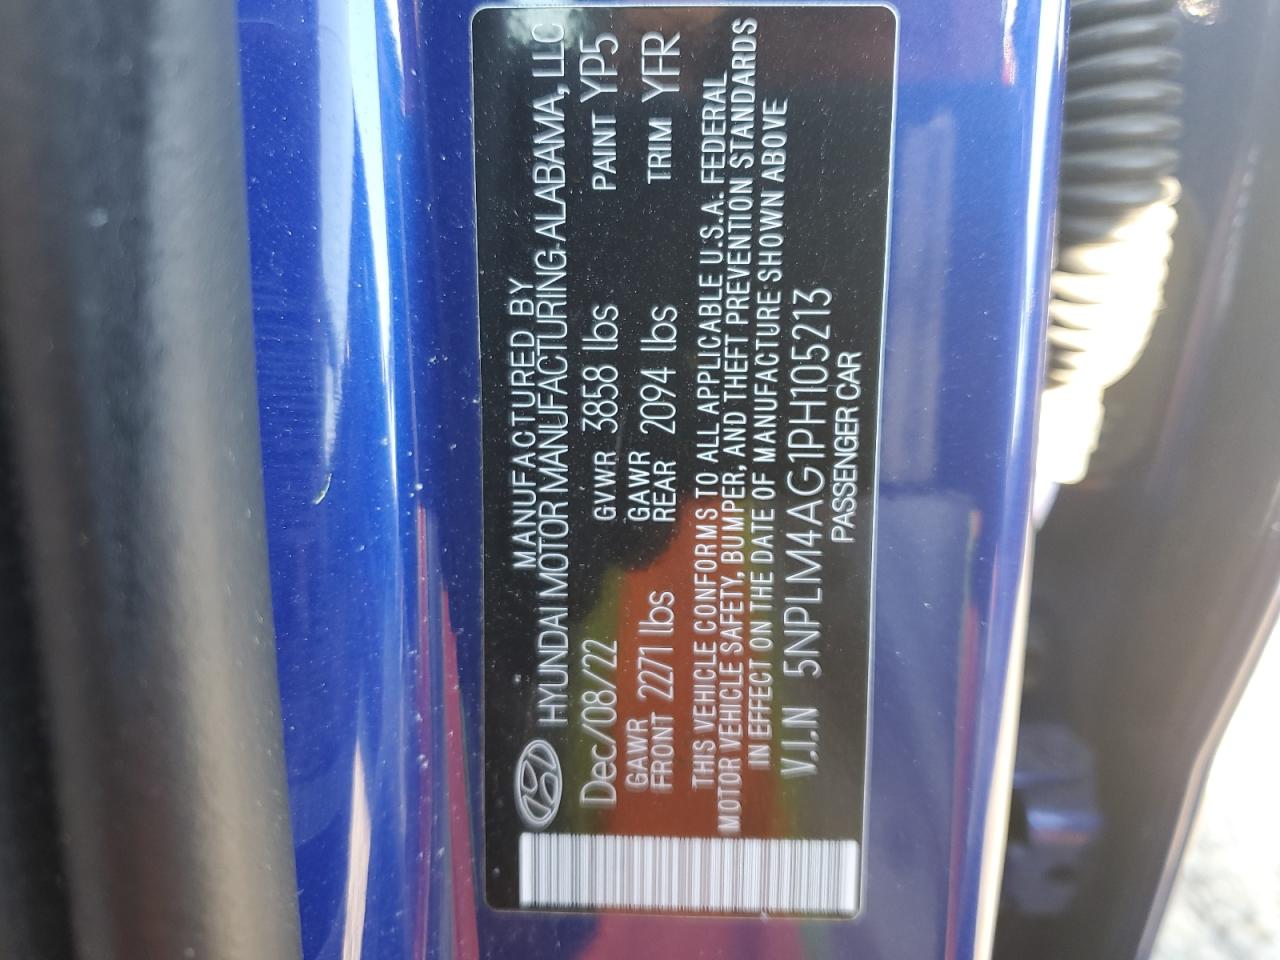 MANUFACTURED BY
HYUNDAI MOTOR MANUFACTURING ALABAMA, LLC
Dec/08/22 GVWR 3858 lbs PAINT YP5
GAWR FRONT 2271 lbs GAWR REAR 2094 lbs TRIM YFR
THIS VEHICLE CONFORMS TO ALL APPLICABLE U.S.A. FEDERAL
MOTOR VEHICLE SAFETY, BUMPER, AND THEFT PREVENTION STANDARDS
IN EFFECT ON THE DATE OF MANUFACTURE SHOWN ABOVE
V.I.N 5NPLM4AG1PH105213
PASSENGER CAR